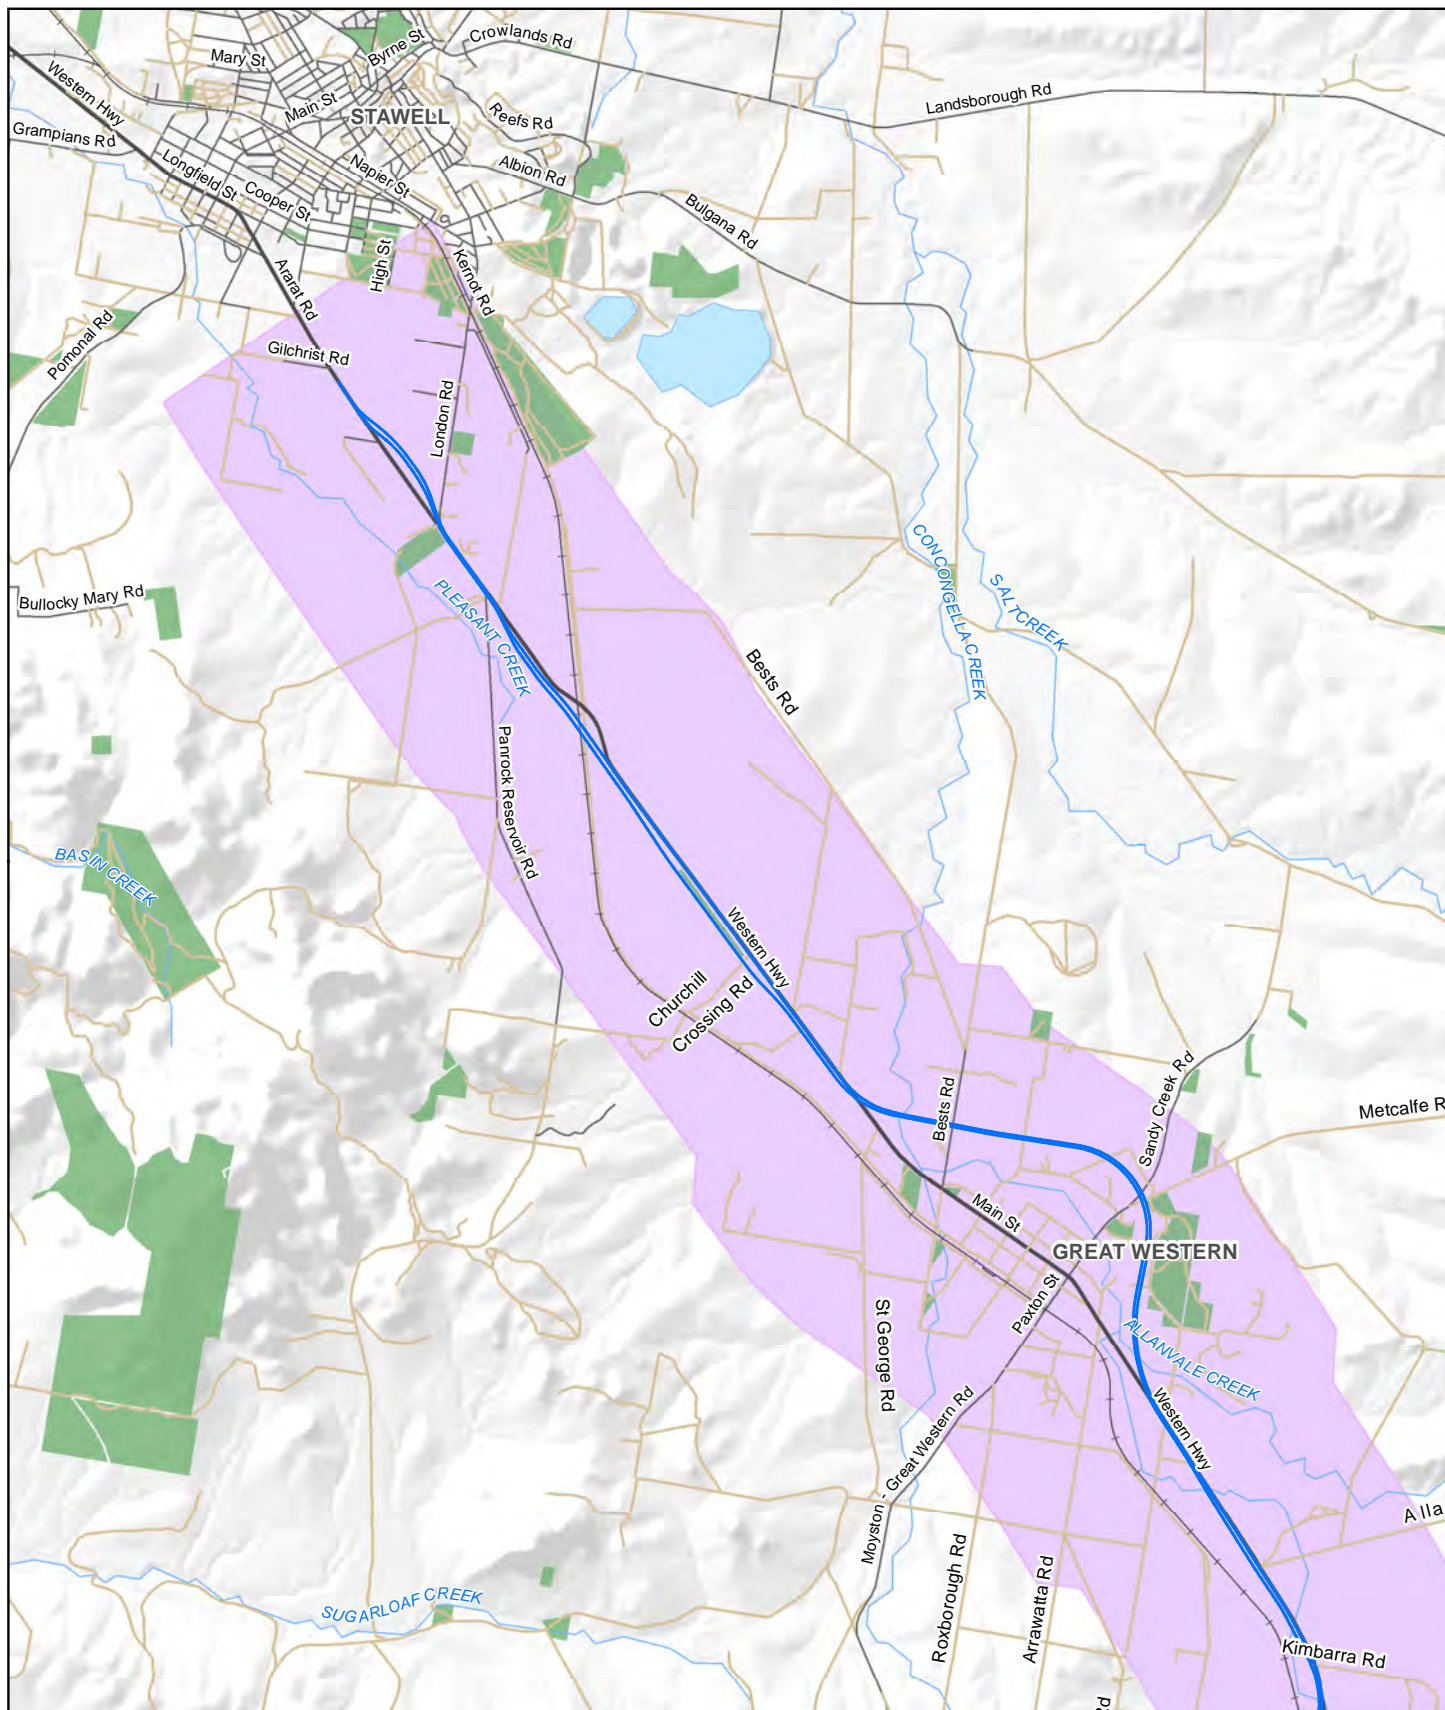 Crowlands Rd
Byrne St
Mary St
Western Hwy
Main St
Landsborough Rd
STAWELL
Reefs Rd
Grampians Rd
Longfield St
Napier St
Albion Rd
Cooper St
Bulgana Rd
High St
Kernot Rd
Ararat Rd
Pomonal Rd
Gilchrist Rd
London Rd
CONCONGELLA CREEK
SALT CREEK
Bullocky Mary Rd
PLEASANT CREEK
Bests Rd
Panrock Reservoir Rd
BASIN CREEK
Western Hwy
Churchill
Crossing Rd
Bests Rd
Sandy Creek Rd
Metcalfe R
Main St
GREAT WESTERN
Paxton St
St George Rd
ALLANVALE CREEK
Western Hwy
Moyston - Great Western Rd
Alla
Roxborough Rd
Arrawatta Rd
SUGARLOAF CREEK
Kimbarra Rd
Rd